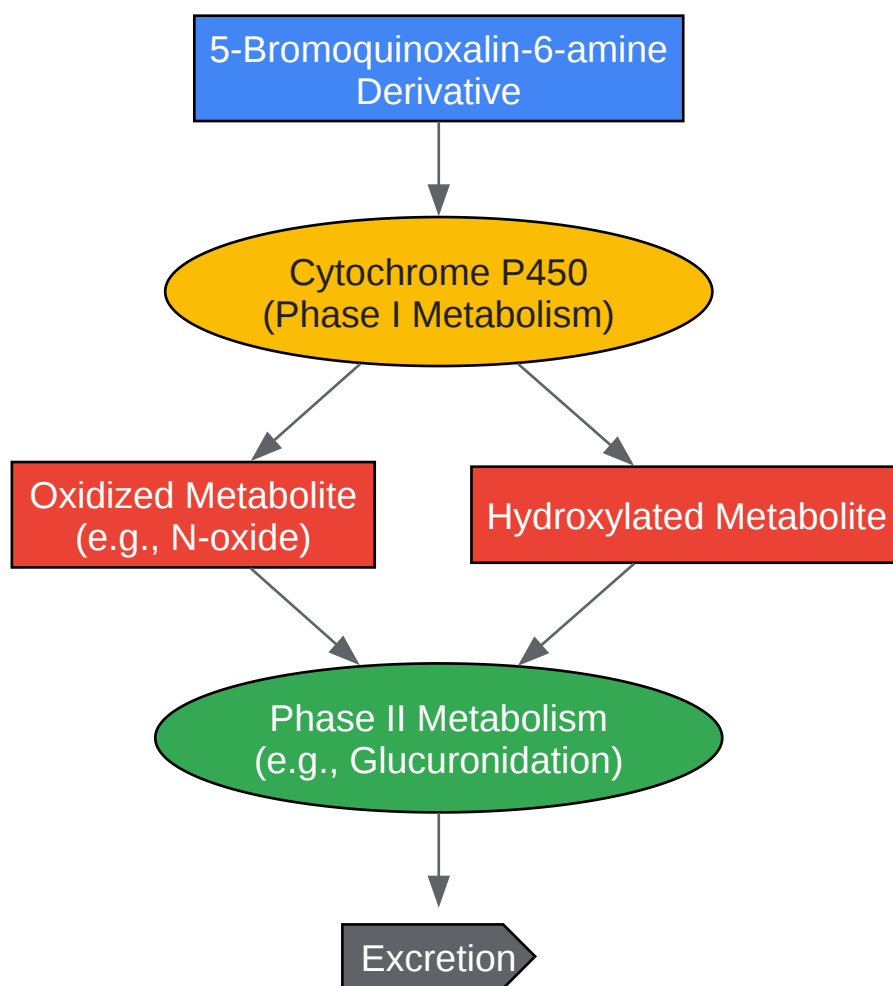 5-Bromoquinoxalin-6-amine
Derivative
Cytochrome P450
(Phase I Metabolism)
Oxidized Metabolite
(e.g., N-oxide)
Hydroxylated Metabolite
Phase II Metabolism
(e.g., Glucuronidation)
Excretion